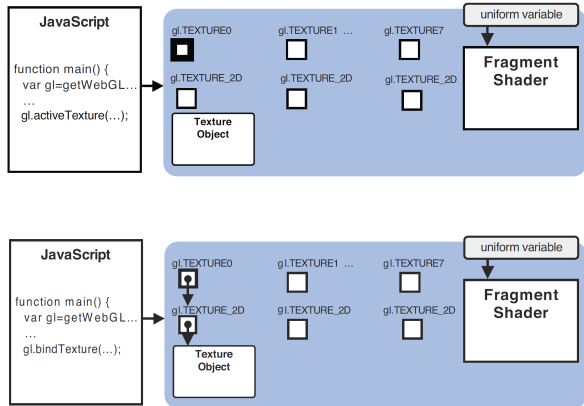 JavaScript
function main() {
var gl=getWebGL…
…
gl.activeTexture(…);
gl.TEXTURE0
gl.TEXTURE1 …
gl.TEXTURE7
gl.TEXTURE_2D
gl.TEXTURE_2D
gl.TEXTURE_2D
Texture
Object
uniform variable
Fragment
Shader
JavaScript
function main() {
var gl=getWebGL…
…
gl.bindTexture(…);
gl.TEXTURE0
gl.TEXTURE1 …
gl.TEXTURE7
gl.TEXTURE_2D
gl.TEXTURE_2D
gl.TEXTURE_2D
Texture
Object
uniform variable
Fragment
Shader